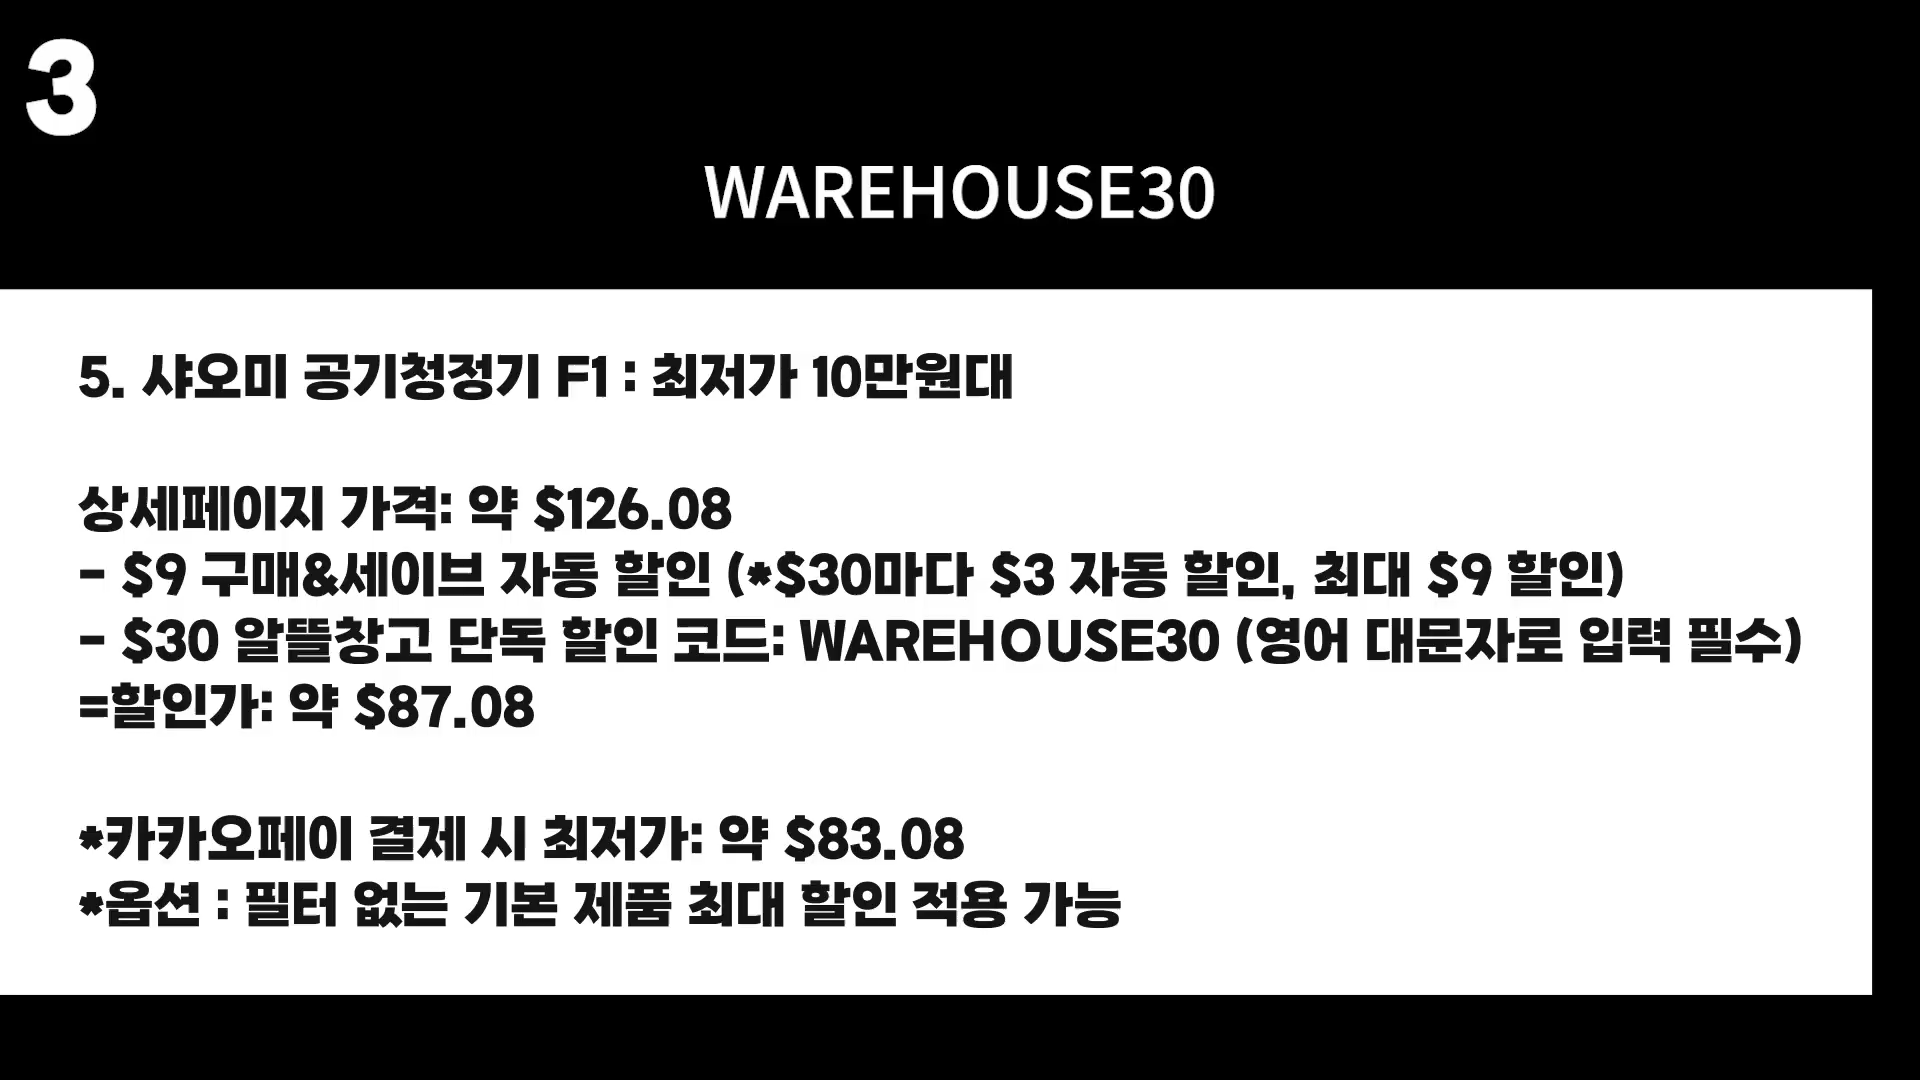 3
WAREHOUSE30
5. 샤오미 공기청정기 F1 : 최저가 10만원대
상세페이지 가격: 약 $126.08
- $9 구매&세이브 자동 할인 (*$30마다 $3 자동 할인, 최대 $9 할인)
- $30 알뜰창고 단독 할인 코드: WAREHOUSE30 (영어 대문자로 입력 필수)
=할인가: 약 $87.08
*카카오페이 결제 시 최저가: 약 $83.08
*옵션 : 필터 없는 기본 제품 최대 할인 적용 가능